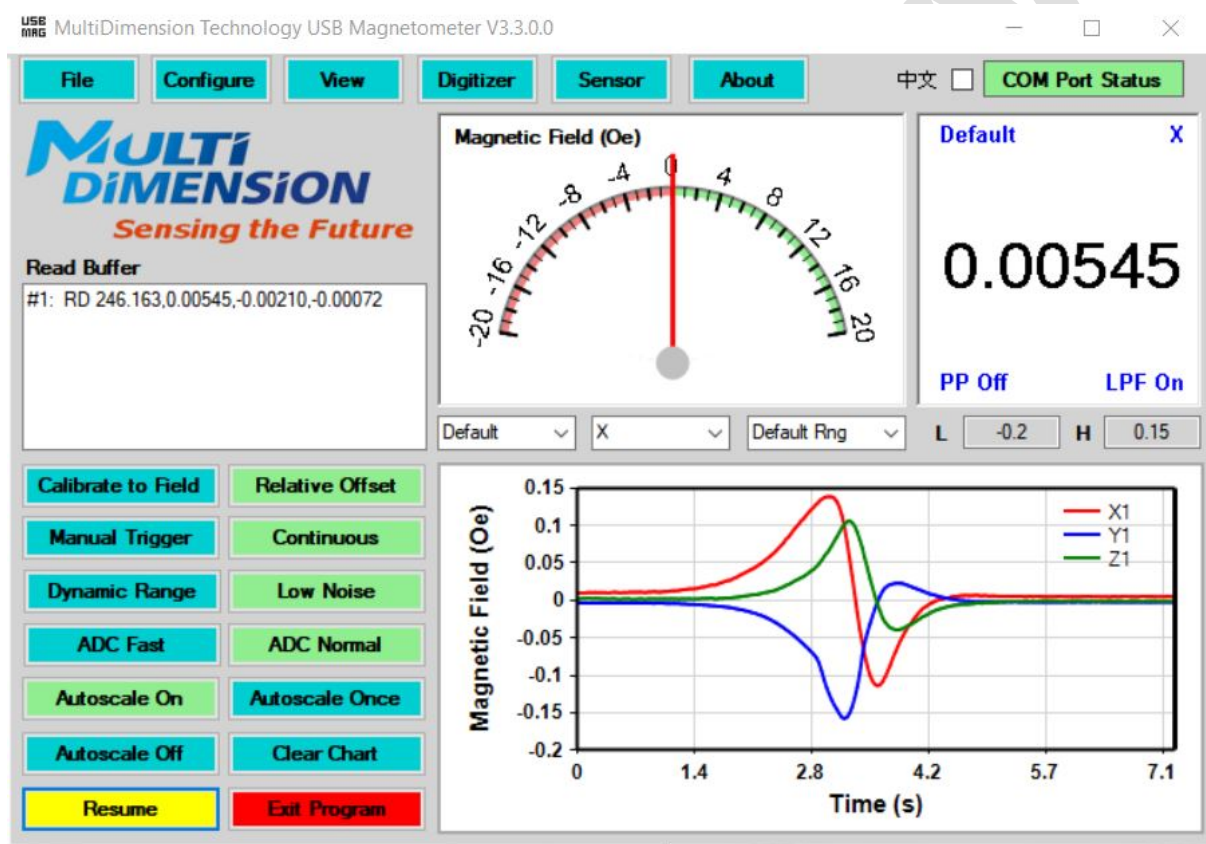 USB MAG MultiDimension Technology USB Magnetometer V3.3.0.0
File Configure View Digitizer Sensor About 中文 COM Port Status
MULTI
DiMENSiON
Sensing the Future
Read Buffer
#1: RD 246.163,0.00545,-0.00210,-0.00072
Magnetic Field (Oe)
-20 -16 -12 -8 -4 0 4 8 12 16 20
Default X
0.00545
PP Off LPF On
Default X Default Rng L -0.2 H 0.15
Calibrate to Field Relative Offset
Manual Trigger Continuous
Dynamic Range Low Noise
ADC Fast ADC Normal
Autoscale On Autoscale Once
Autoscale Off Clear Chart
Resume Exit Program
Magnetic Field (Oe)
0.15
0.1
0.05
0
-0.05
-0.1
-0.15
-0.2
X1
Y1
Z1
0 1.4 2.8 4.2 5.7 7.1
Time (s)